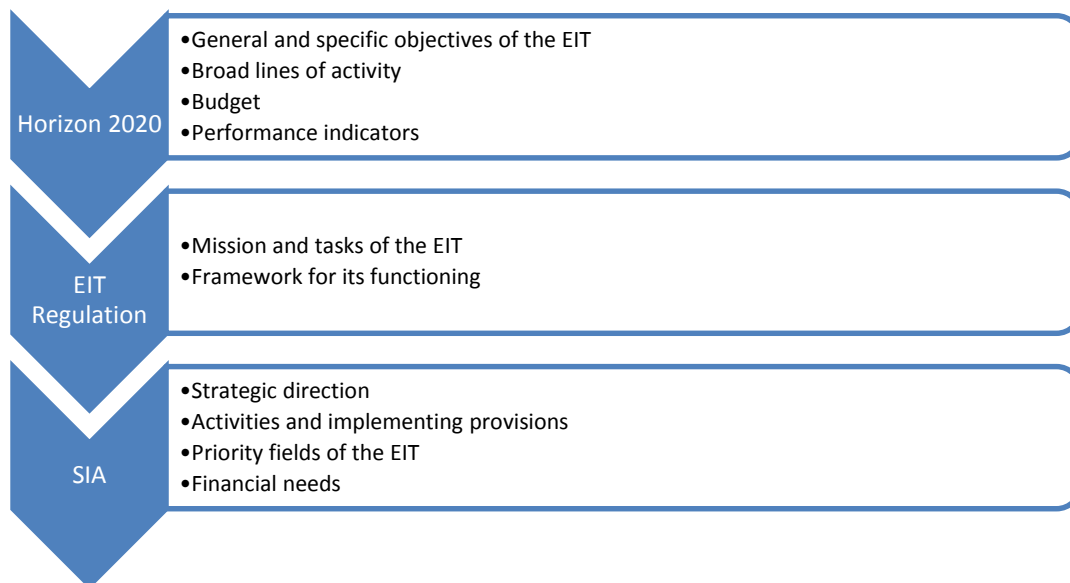 •General and specific objectives of the EIT
•Broad lines of activity
•Budget
•Performance indicators
Horizon 2020
•Mission and tasks of the EIT
•Framework for its functioning
EIT
Regulation
•Strategic direction
•Activities and implementing provisions
•Priority fields of the EIT
•Financial needs
SIA